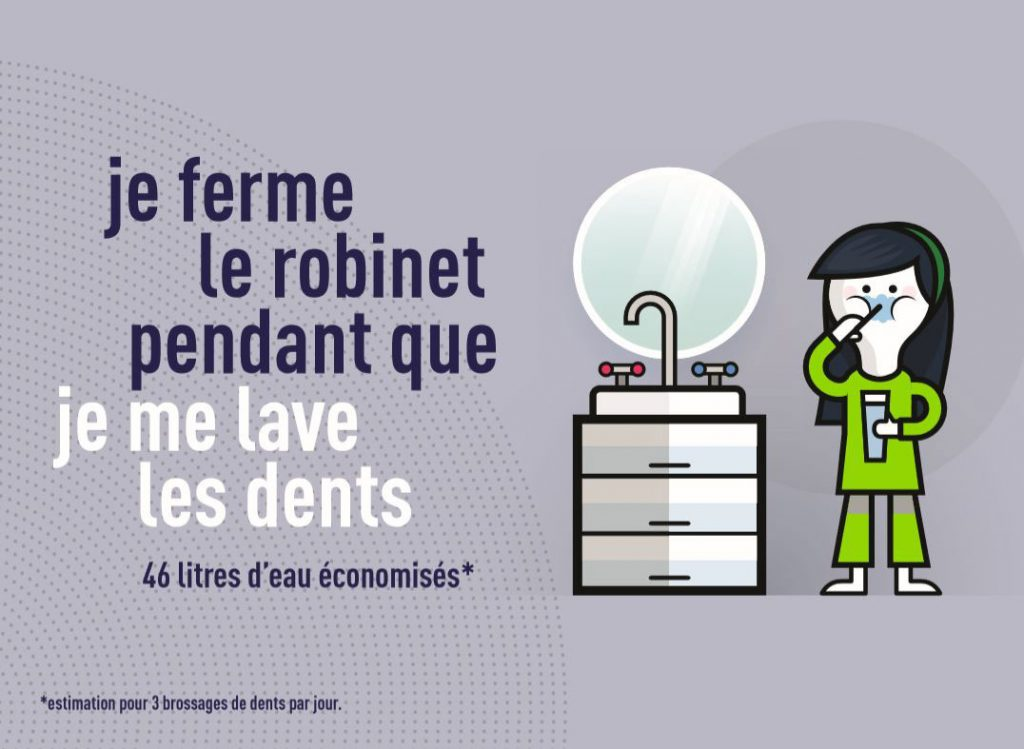 je ferme
le robinet
pendant que
je me lave
les dents
46 litres d'eau économisés*
*estimation pour 3 brossages de dents par jour.